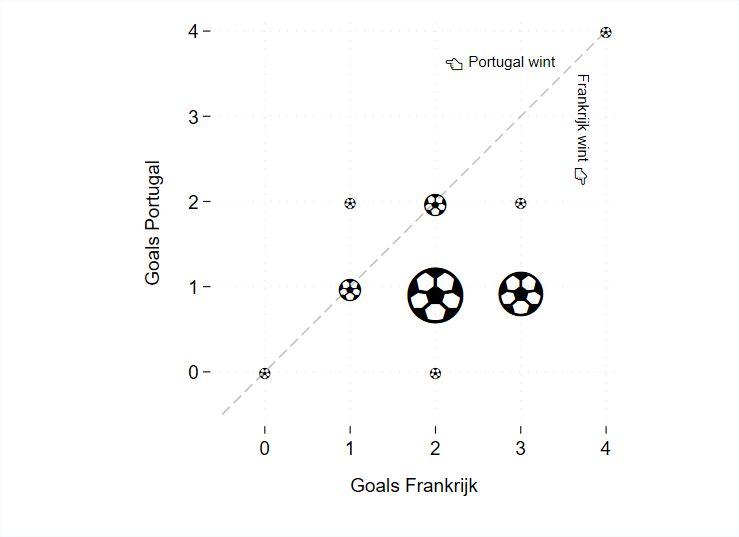 4
☜ Portugal wint
Frankrijk wint ☞
3
Goals Portugal
2
1
0
0 1 2 3 4
Goals Frankrijk